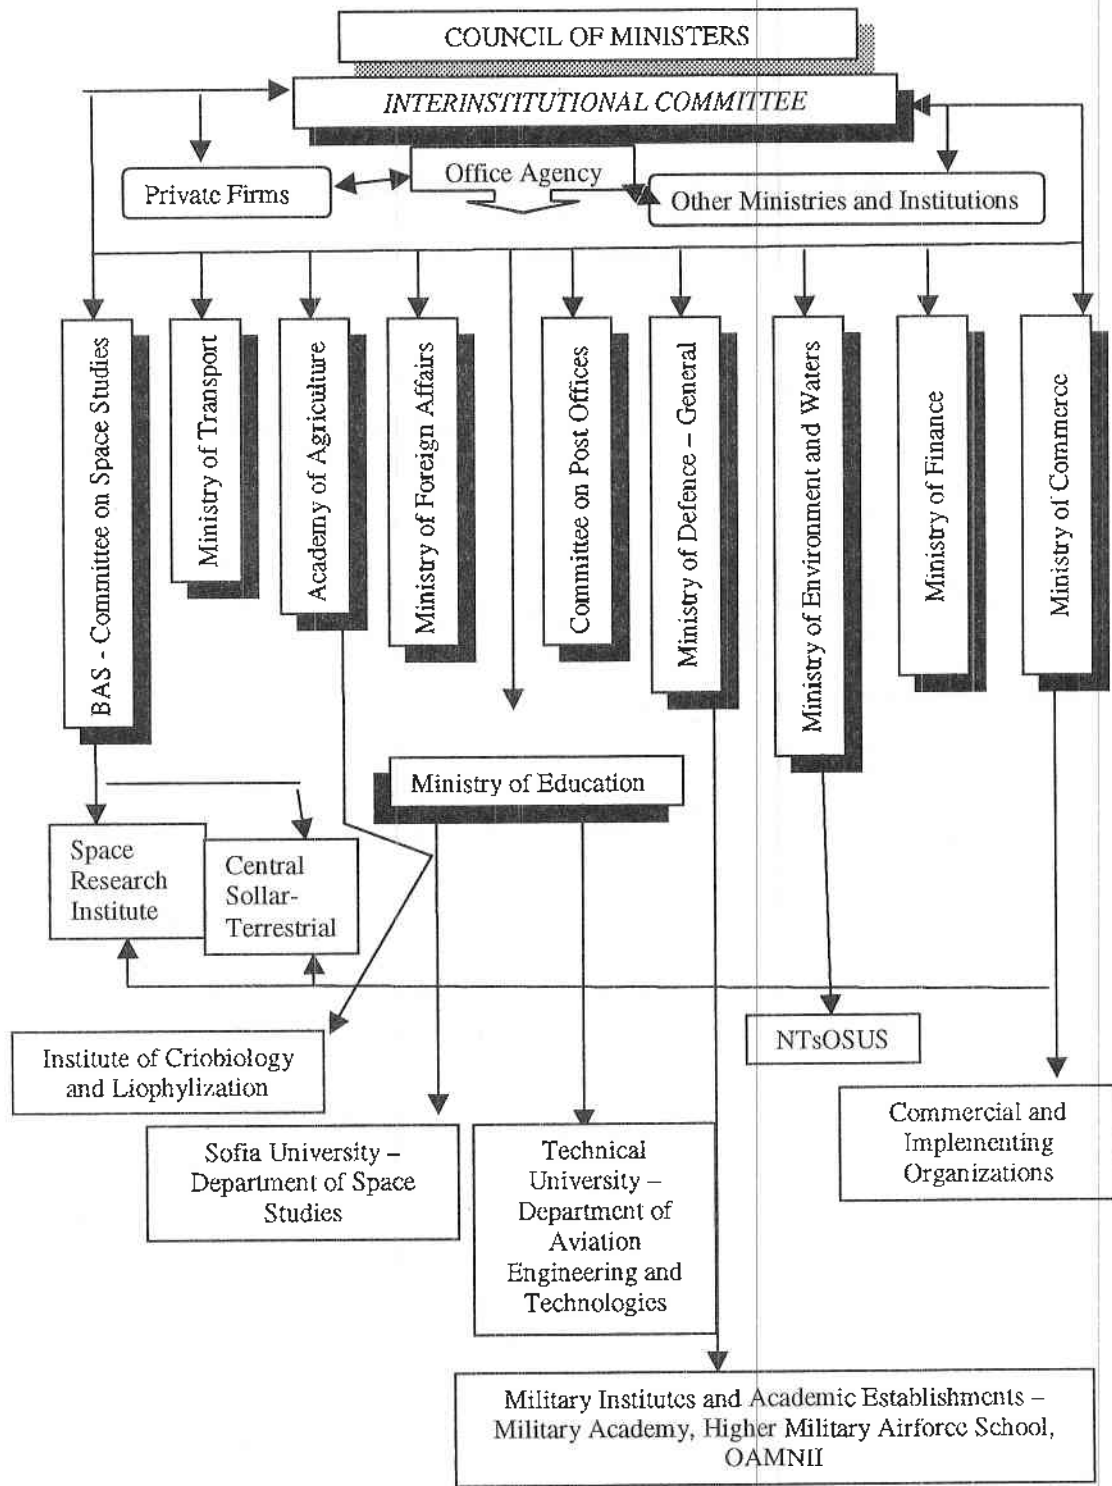 COUNCIL OF MINISTERS
INTERINSTITUTIONAL COMMITTEE
Office Agency
Private Firms
Other Ministries and Institutions
BAS - Committee on Space Studies
Ministry of Transport
Academy of Agriculture
Ministry of Foreign Affairs
Committee on Post Offices
Ministry of Defence – General
Ministry of Environment and Waters
Ministry of Finance
Ministry of Commerce
Ministry of Education
Space
Research
Institute
Central
Sollar-
Terrestrial
NTsOSUS
Institute of Criobiology
and Liophylization
Commercial and
Implementing
Organizations
Sofia University –
Department of Space
Studies
Technical
University –
Department of
Aviation
Engineering and
Technologies
Military Institutes and Academic Establishments –
Military Academy, Higher Military Airforce School,
OAMNII